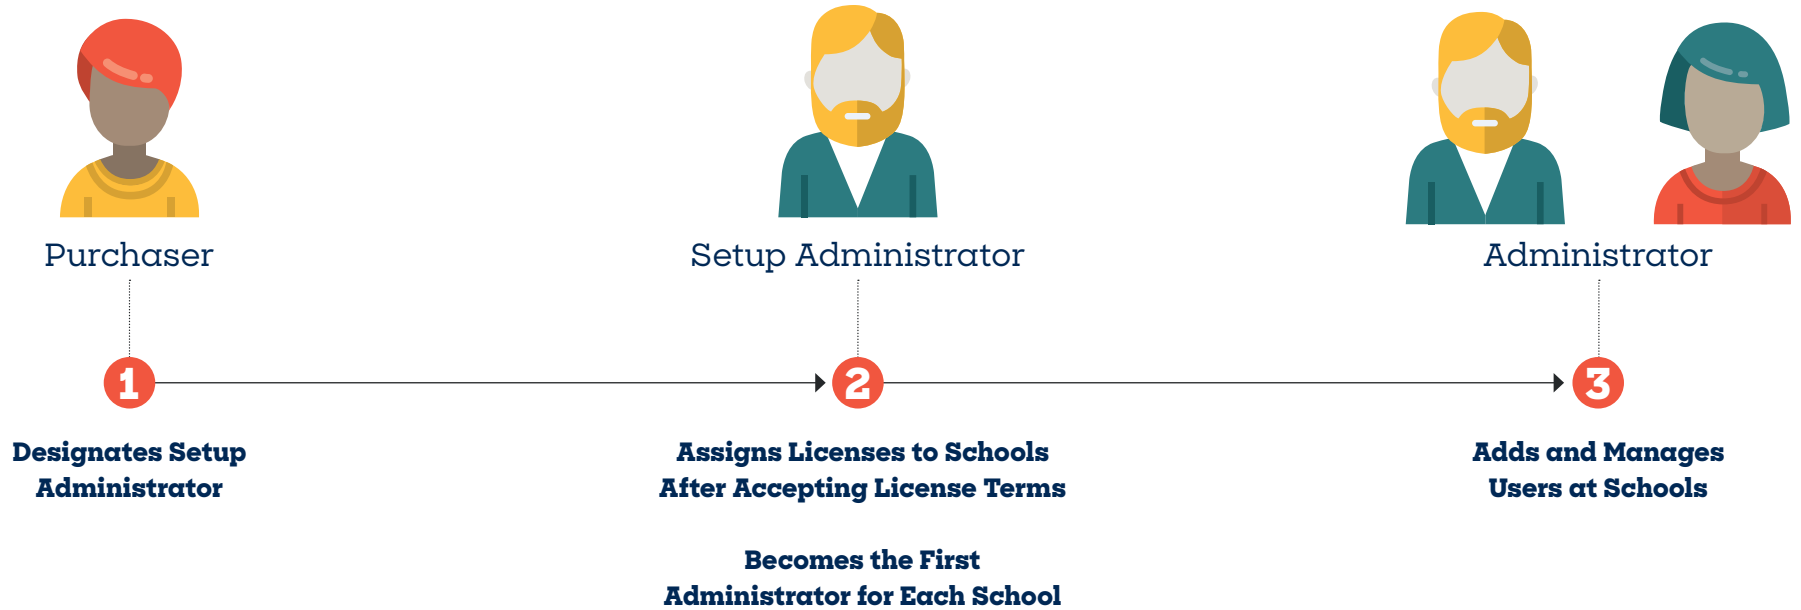 Purchaser
Setup Administrator
Administrator
1
2
3
Designates Setup
Administrator
Assigns Licenses to Schools
After Accepting License Terms
Becomes the First
Administrator for Each School
Adds and Manages
Users at Schools